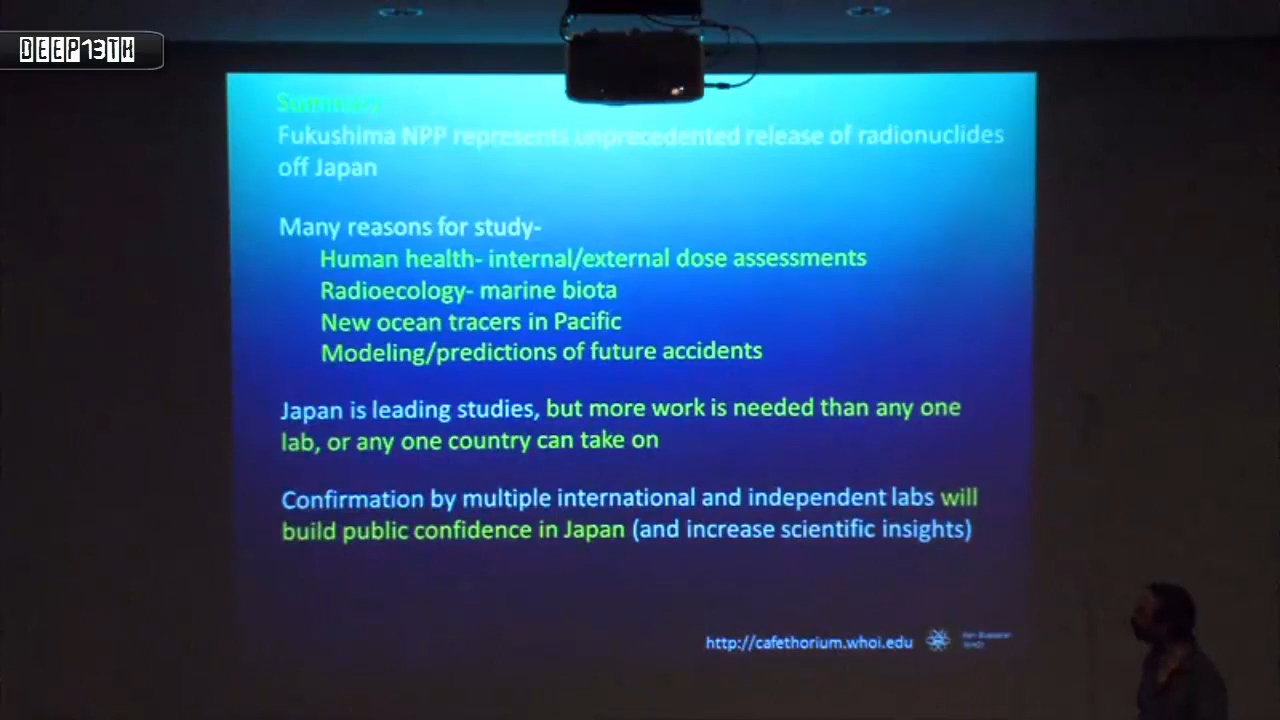 DEEP13TH
Summary
Fukushima NPP represents unprecedented release of radionuclides
off Japan
Many reasons for study-
Human health- internal/external dose assessments
Radioecology- marine biota
New ocean tracers in Pacific
Modeling/predictions of future accidents
Japan is leading studies, but more work is needed than any one
lab, or any one country can take on
Confirmation by multiple international and independent labs will
build public confidence in Japan (and increase scientific insights)
http://cafethorium.whoi.edu